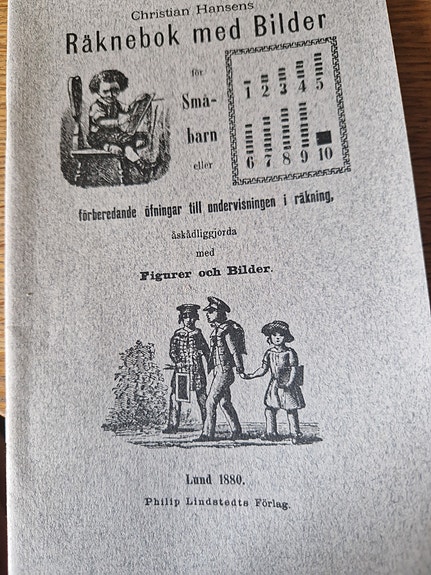 Christian Hansens
Räknebok med Bilder
för
Små-
barn
eller
1 2 3 4 5
6 7 8 9 10
förberedande öfningar till undervisningen i räkning,
åskådliggjorda
med
Figurer och Bilder.
Lund 1880.
Philip Lindstedts Förlag.